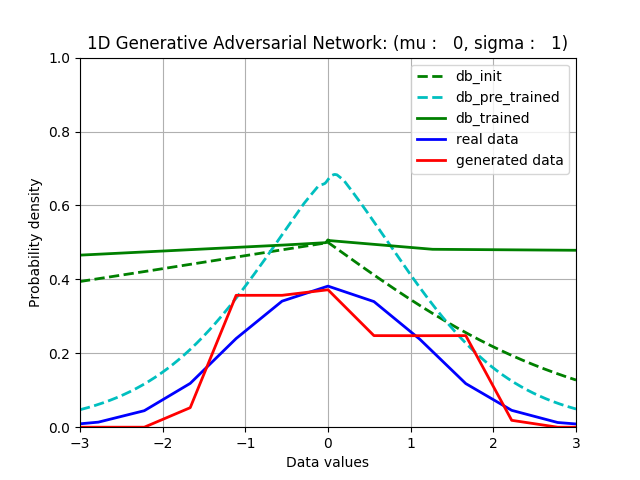 1D Generative Adversarial Network: (mu :   0, sigma :   1)
1.0
0.8
0.6
0.4
0.2
0.0
Probability density
db_init
db_pre_trained
db_trained
real data
generated data
−3 −2 −1 0 1 2 3
Data values